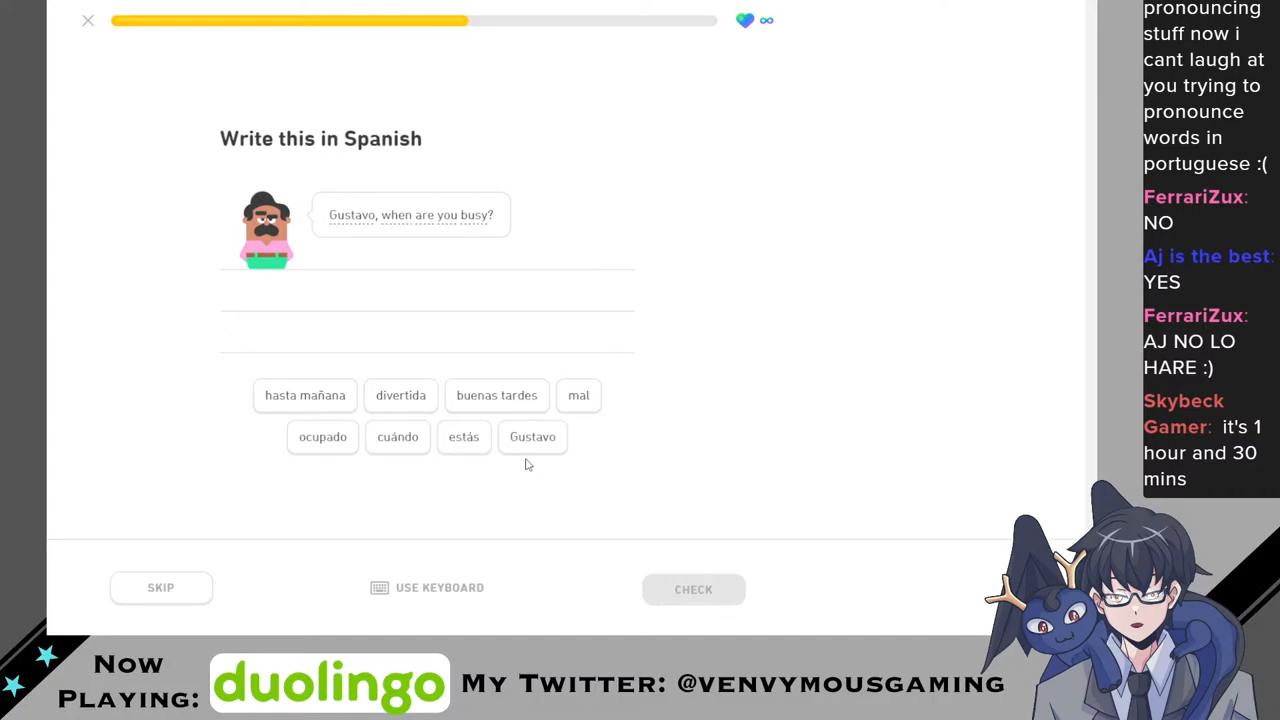 Write this in Spanish
Gustavo, when are you busy?
hasta mañana divertida buenas tardes mal
ocupado cuándo estás Gustavo
SKIP USE KEYBOARD CHECK
pronouncing
stuff now i
cant laugh at
you trying to
pronounce
words in
portuguese :(
FerrariZux:
NO
Aj is the best:
YES
FerrariZux:
AJ NO LO
HARE :)
Skybeck
Gamer: it's 1
hour and 30
mins
Now
Playing: duolingo My Twitter: @venvymousgaming